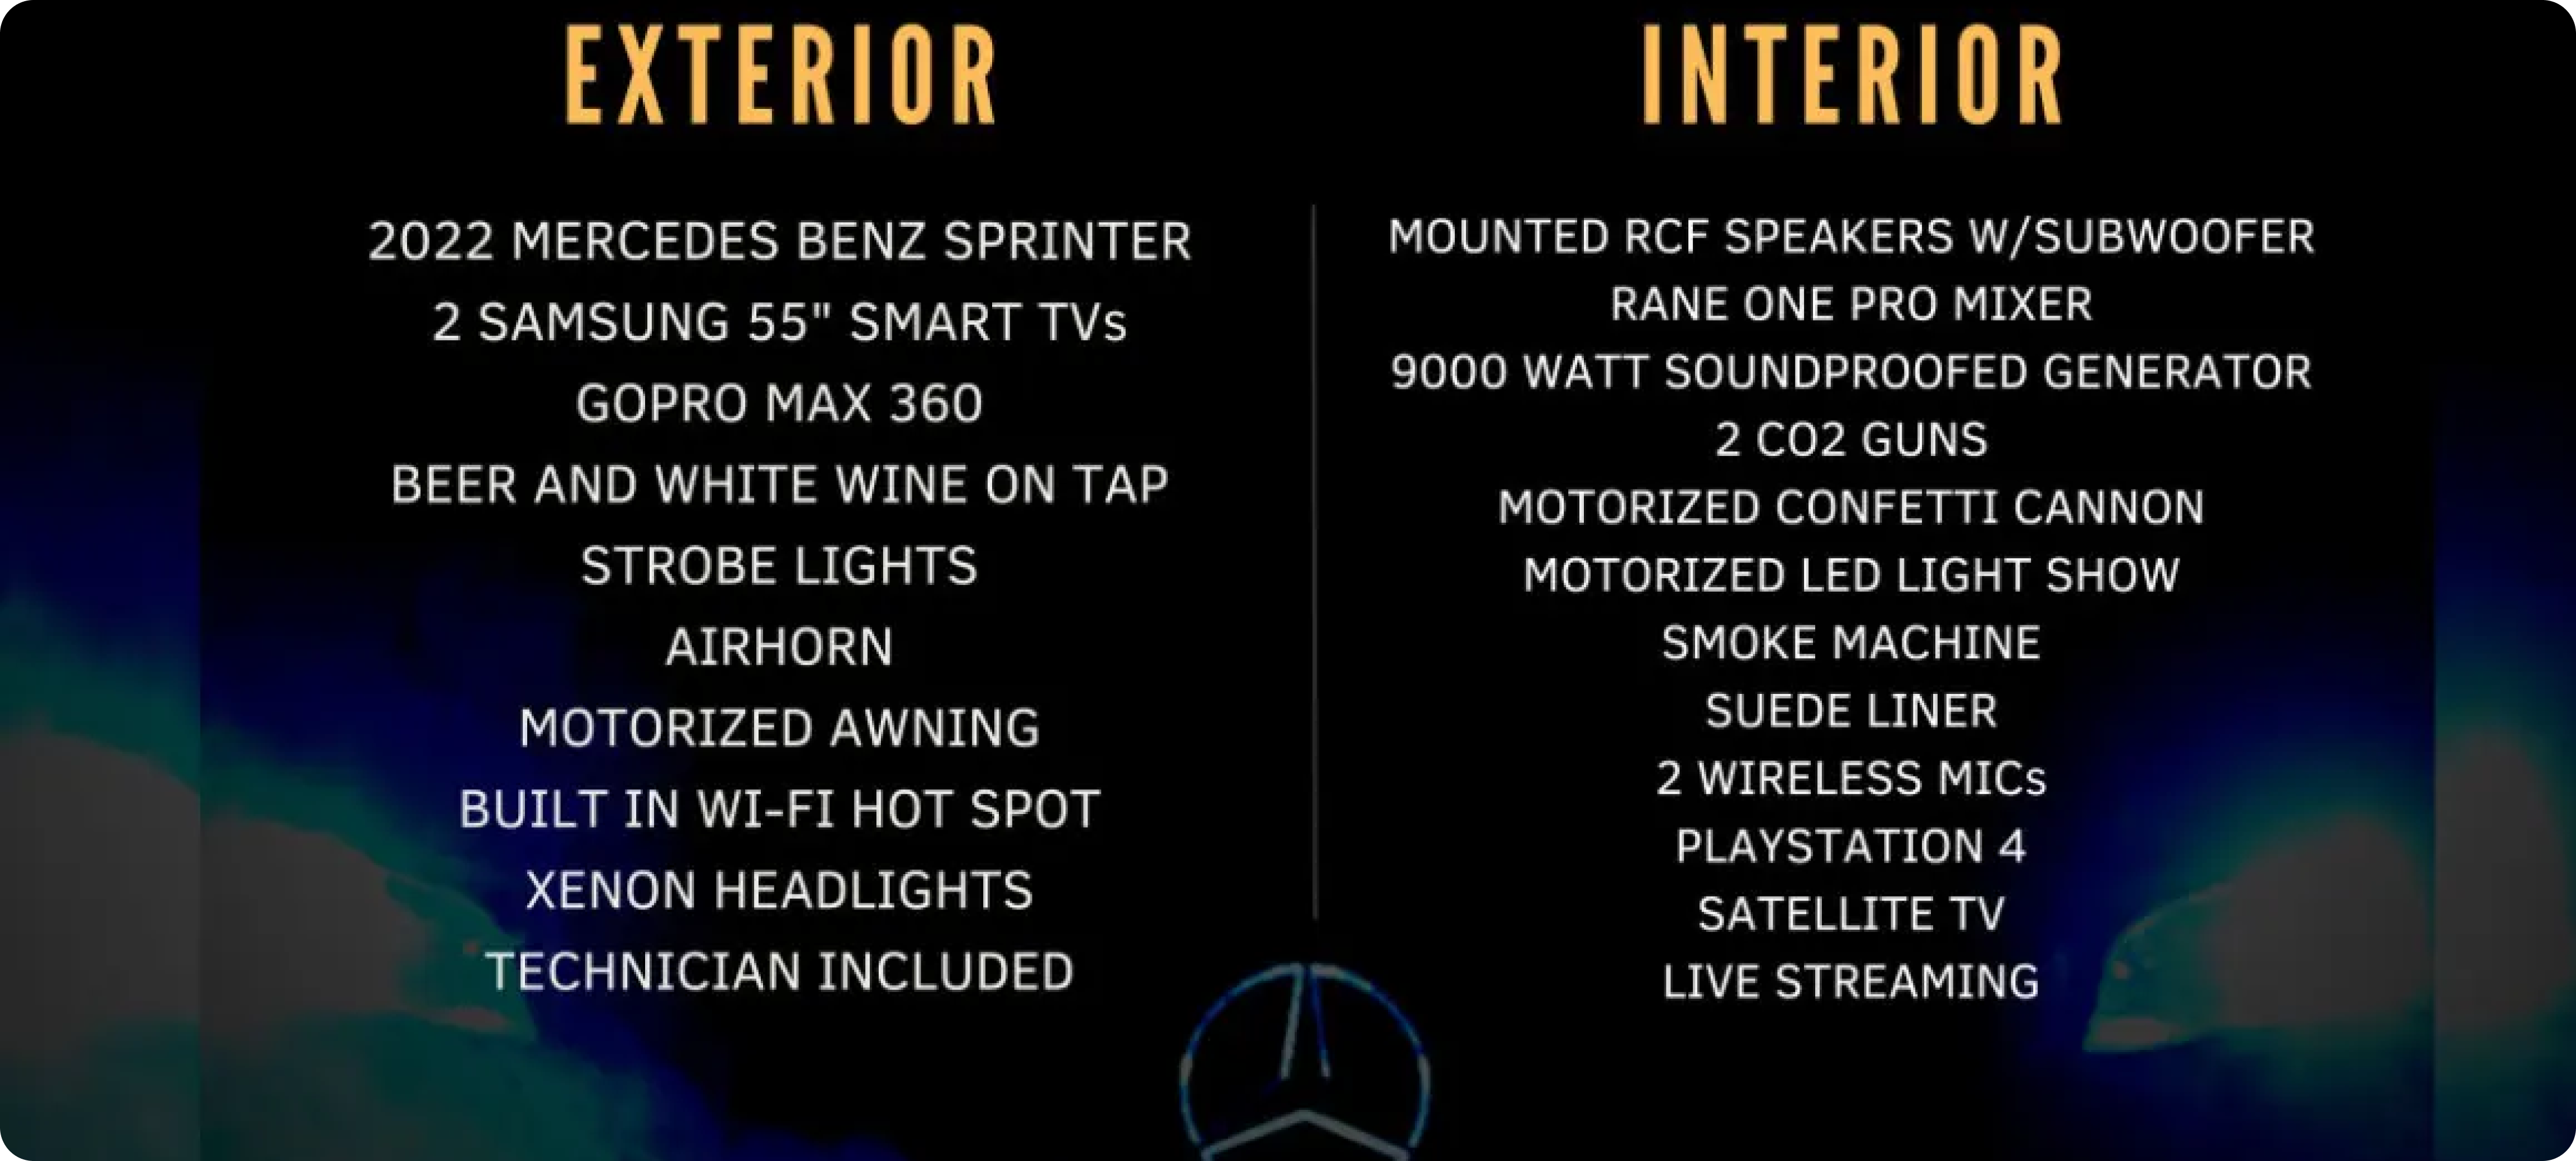 EXTERIOR
2022 MERCEDES BENZ SPRINTER
2 SAMSUNG 55" SMART TVs
GOPRO MAX 360
BEER AND WHITE WINE ON TAP
STROBE LIGHTS
AIRHORN
MOTORIZED AWNING
BUILT IN WI-FI HOT SPOT
XENON HEADLIGHTS
TECHNICIAN INCLUDED
INTERIOR
MOUNTED RCF SPEAKERS W/SUBWOOFER
RANE ONE PRO MIXER
9000 WATT SOUNDPROOFED GENERATOR
2 CO2 GUNS
MOTORIZED CONFETTI CANNON
MOTORIZED LED LIGHT SHOW
SMOKE MACHINE
SUEDE LINER
2 WIRELESS MICs
PLAYSTATION 4
SATELLITE TV
LIVE STREAMING